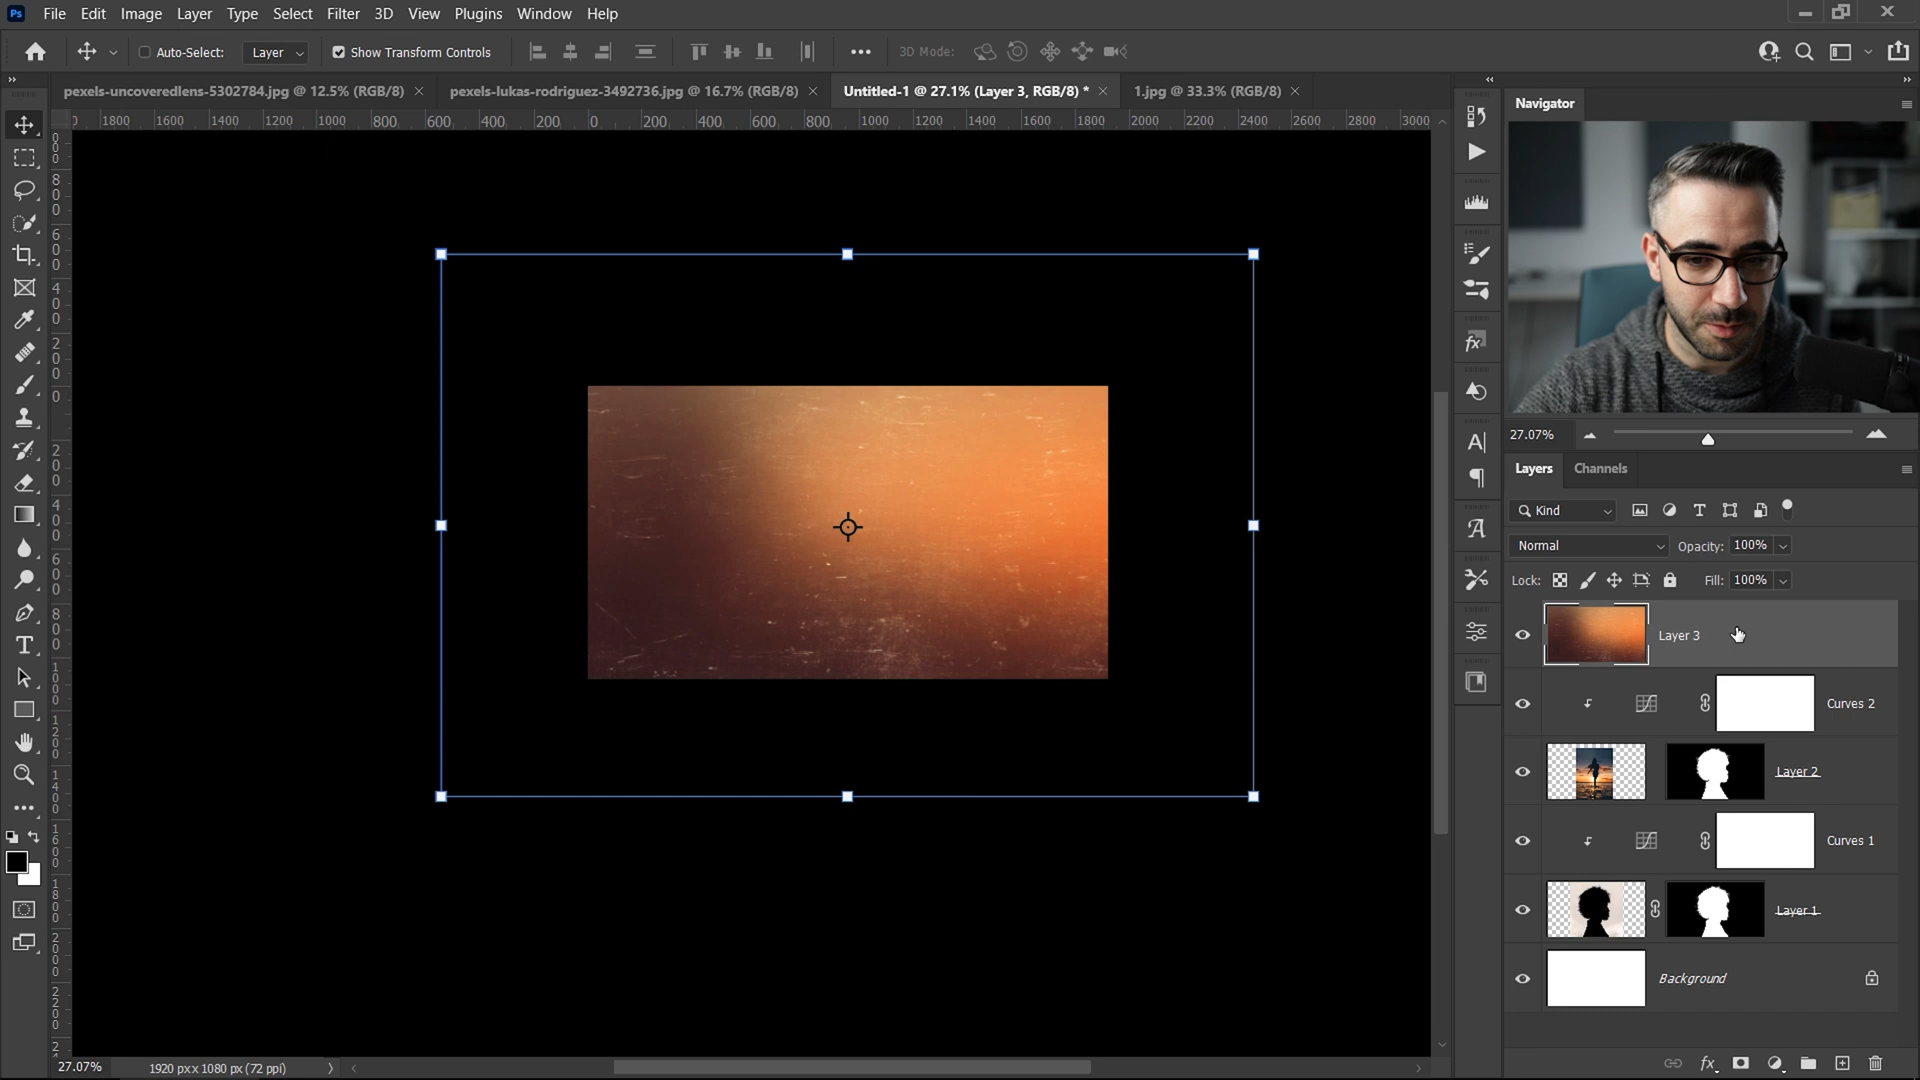 Ps File Edit Image Layer Type Select Filter 3D View Plugins Window Help
Auto-Select: Layer Show Transform Controls 3D Mode:
pexels-uncoveredlens-5302784.jpg @ 12.5% (RGB/8) pexels-lukas-rodriguez-3492736.jpg @ 16.7% (RGB/8) Untitled-1 @ 27.1% (Layer 3, RGB/8) * 1.jpg @ 33.3% (RGB/8)
1800 1600 1400 1200 1000 800 600 400 200 0 200 400 600 800 1000 1200 1400 1600 1800 2000 2200 2400 2600 2800 3000
Navigator
27.07%
Layers Channels
Kind
Normal Opacity: 100%
Lock: Fill: 100%
Layer 3
Curves 2
Layer 2
Curves 1
Layer 1
Background
27.07% 1920 px x 1080 px (72 ppi)